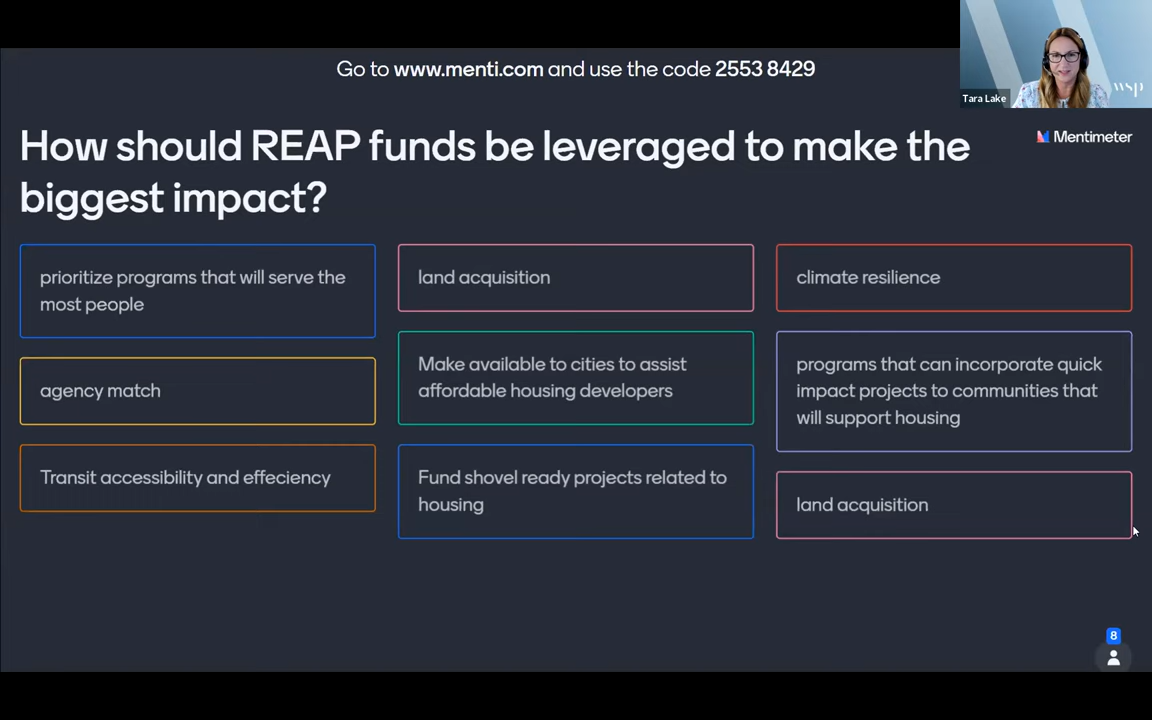 Go to www.menti.com and use the code 2553 8429
wsp
Tara Lake
Mentimeter
How should REAP funds be leveraged to make the
biggest impact?
prioritize programs that will serve the
most people
agency match
Transit accessibility and effeciency
land acquisition
Make available to cities to assist
affordable housing developers
Fund shovel ready projects related to
housing
climate resilience
programs that can incorporate quick
impact projects to communities that
will support housing
land acquisition
8